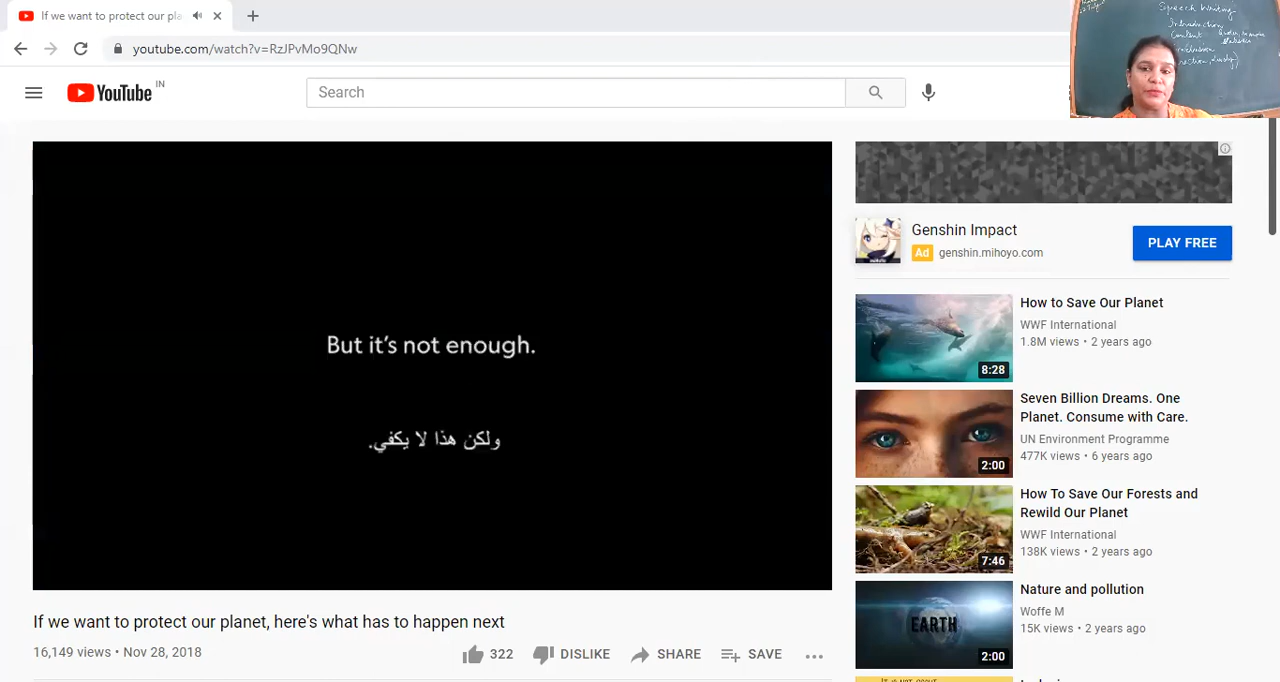 If we want to protect our pla
youtube.com/watch?v=RzJPvMo9QNw
YouTube IN
Search
Speech Writing
Introduction
Content
But it's not enough.
ولكن هذا لا يكفي.
If we want to protect our planet, here's what has to happen next
16,149 views • Nov 28, 2018
322
DISLIKE
SHARE
SAVE
Genshin Impact
Ad genshin.mihoyo.com
PLAY FREE
How to Save Our Planet
WWF International
1.8M views • 2 years ago
8:28
Seven Billion Dreams. One
Planet. Consume with Care.
UN Environment Programme
477K views • 6 years ago
2:00
How To Save Our Forests and
Rewild Our Planet
WWF International
138K views • 2 years ago
7:46
Nature and pollution
Woffe M
15K views • 2 years ago
EARTH
2:00